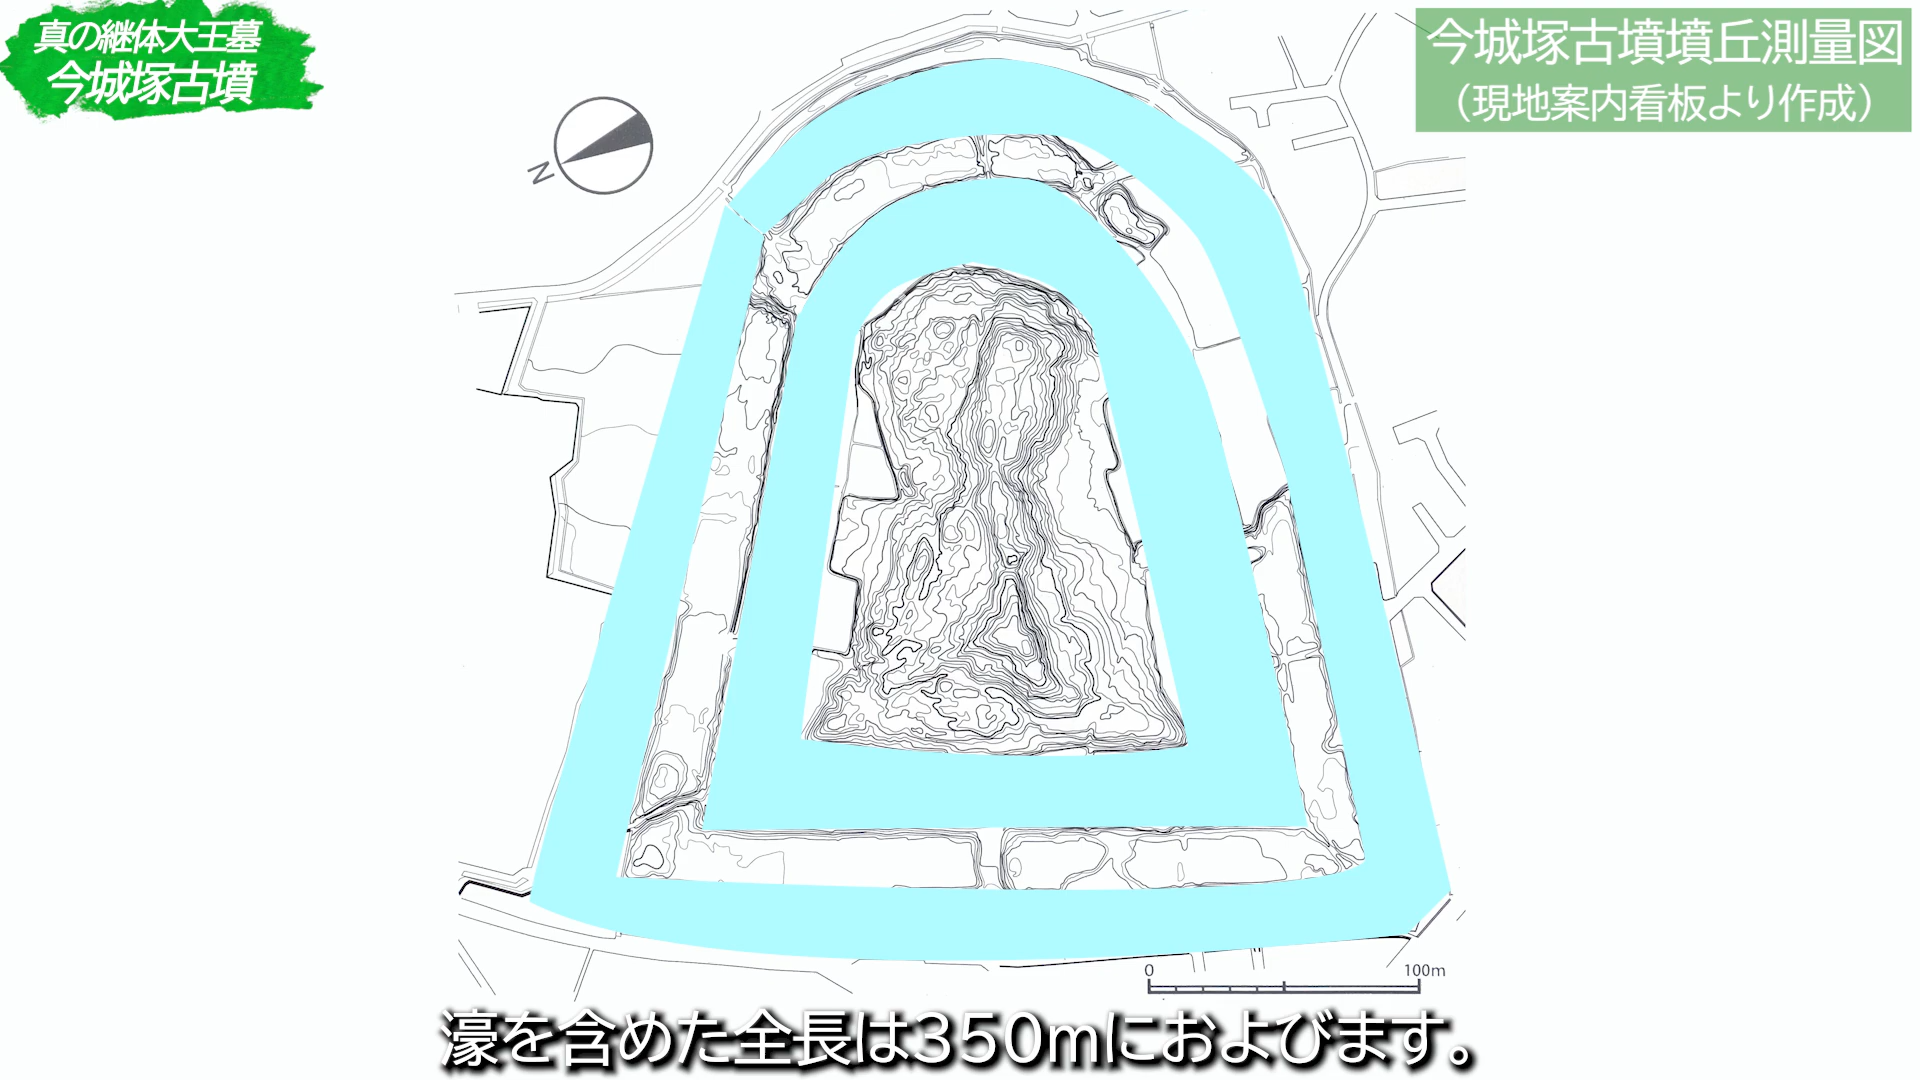 真の継体大王墓
今城塚古墳
今城塚古墳墳丘測量図
（現地案内看板より作成）
N
0 100m
濠を含めた全長は350mにおよびます。